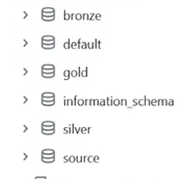 bronze
default
gold
information_schema
silver
source